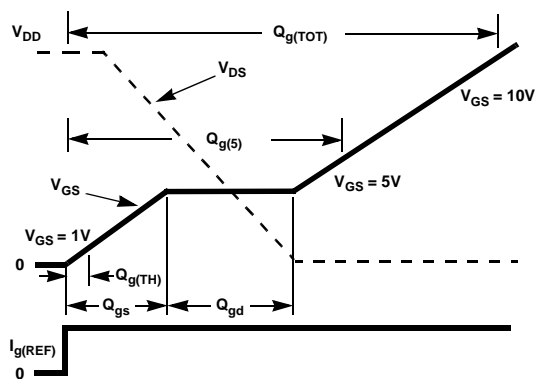 V_DD
Q_g(TOT)
V_DS
V_GS = 10V
Q_g(5)
V_GS
V_GS = 5V
V_GS = 1V
0
Q_g(TH)
Q_gs
Q_gd
I_g(REF)
0